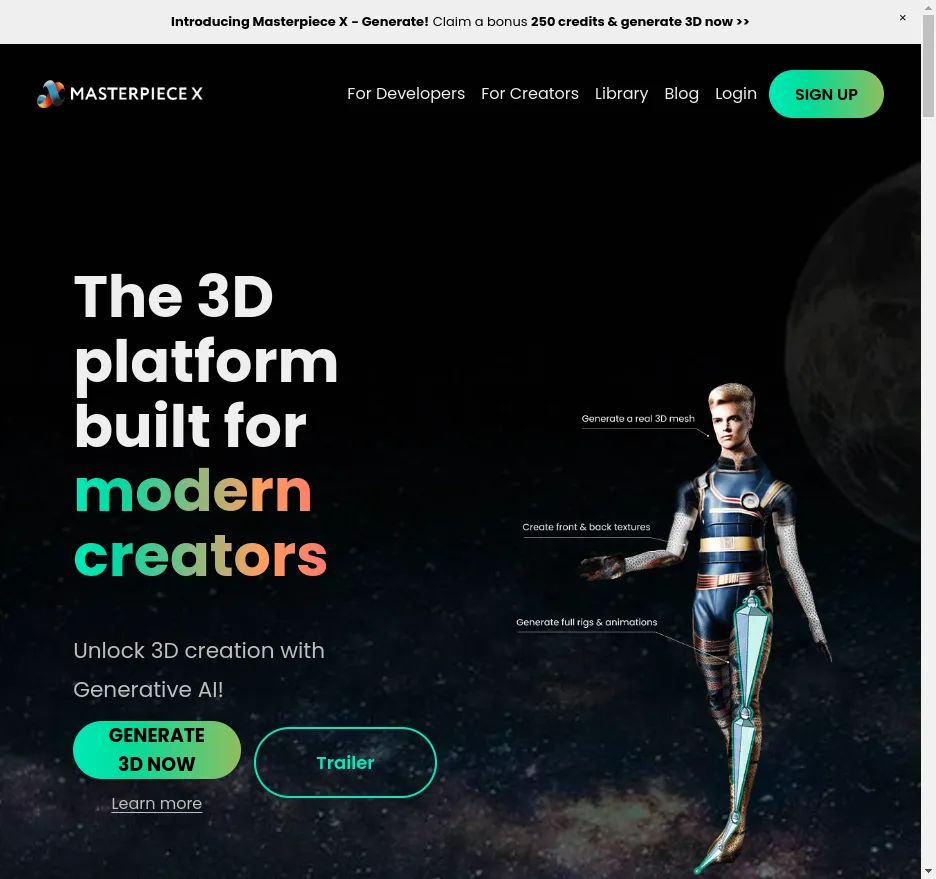 Introducing Masterpiece X - Generate! Claim a bonus 250 credits & generate 3D now >>
×
MASTERPIECE X
For Developers
For Creators
Library
Blog
Login
SIGN UP
The 3D
platform
built for
modern
creators
Generate a real 3D mesh
Create front & back textures
Generate full rigs & animations
Unlock 3D creation with
Generative AI!
GENERATE
3D NOW
Trailer
Learn more